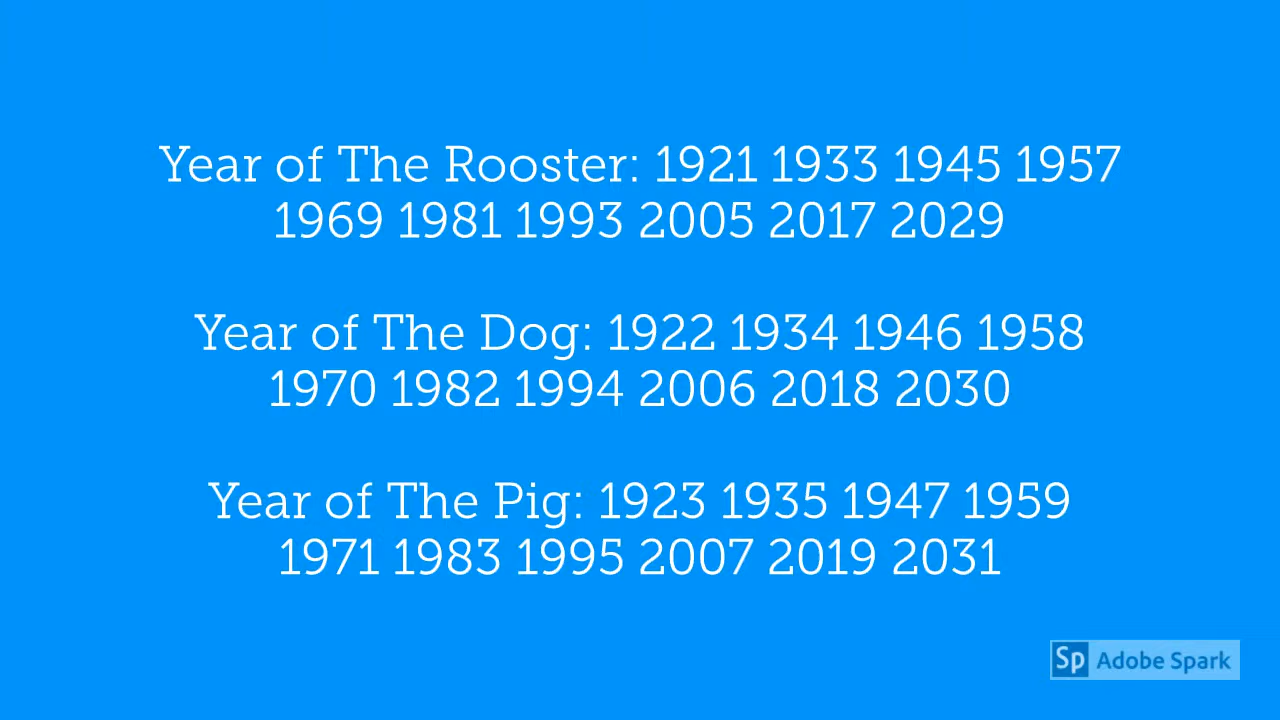 Year of The Rooster: 1921 1933 1945 1957
1969 1981 1993 2005 2017 2029
Year of The Dog: 1922 1934 1946 1958
1970 1982 1994 2006 2018 2030
Year of The Pig: 1923 1935 1947 1959
1971 1983 1995 2007 2019 2031
Sp Adobe Spark